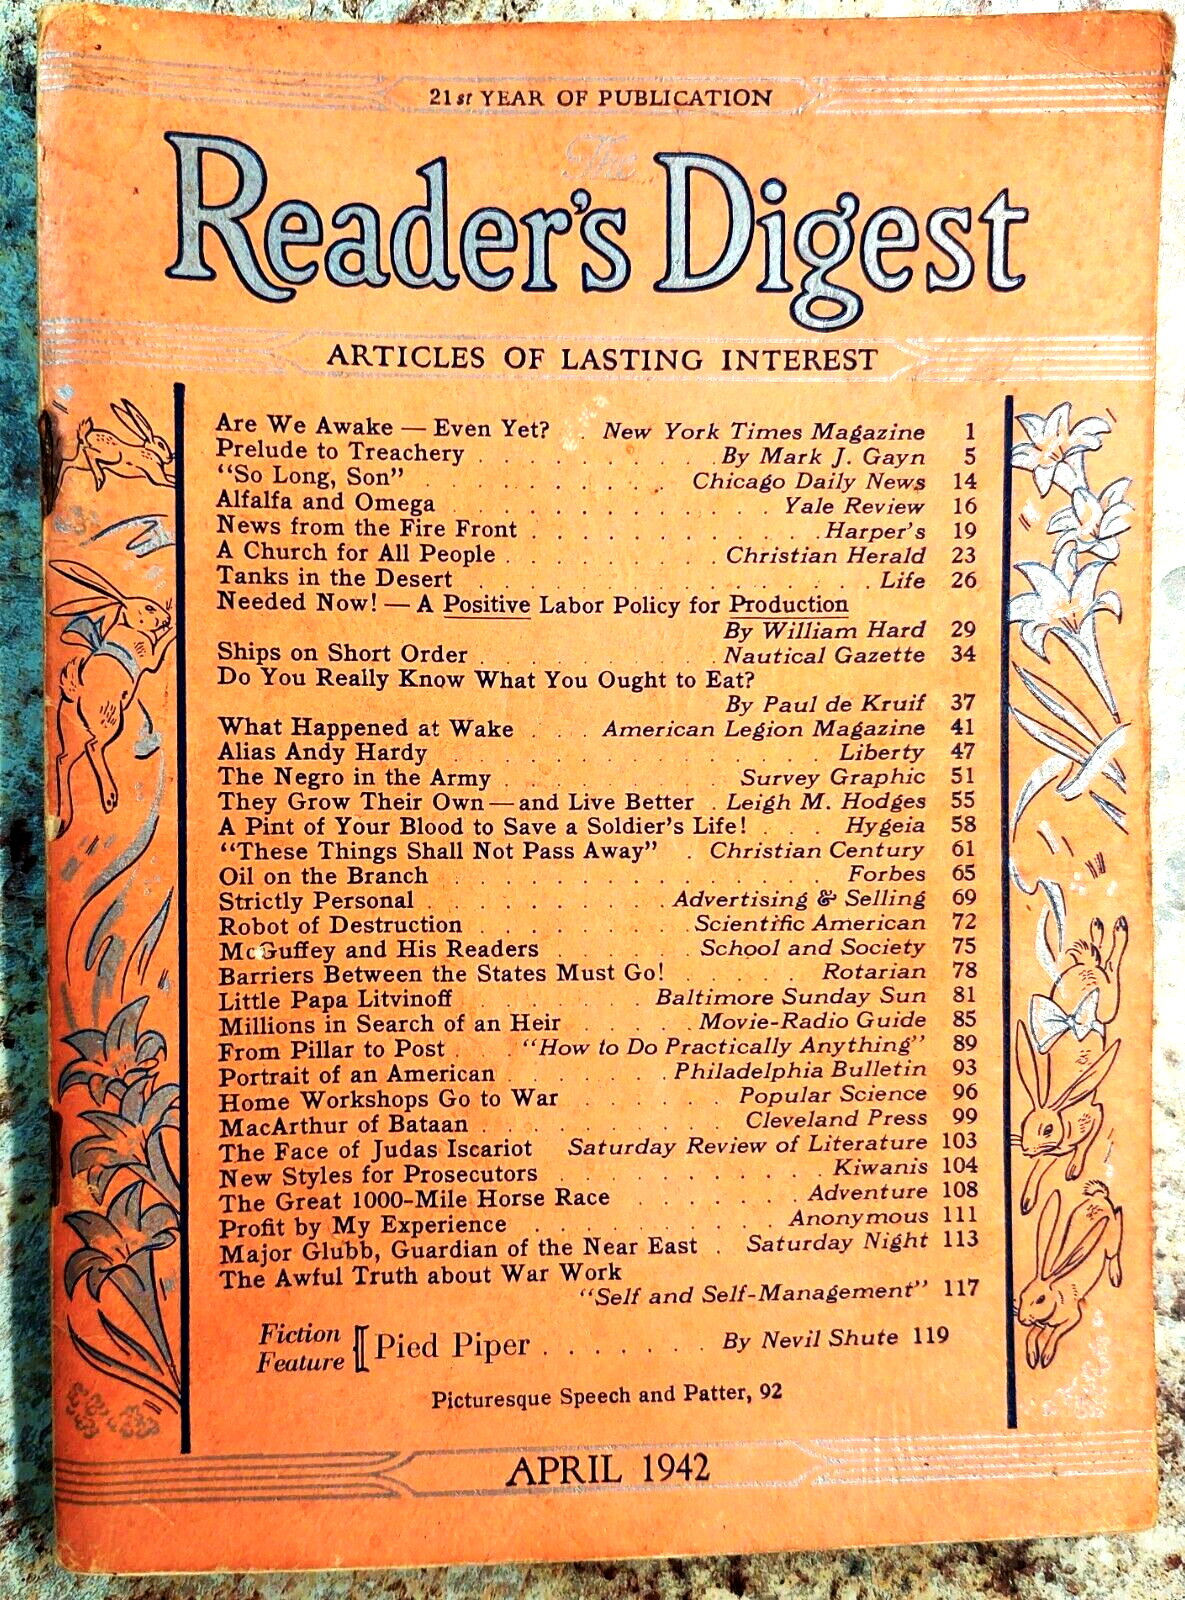 21st YEAR OF PUBLICATION
The
Reader's Digest
ARTICLES OF LASTING INTEREST
Are We Awake — Even Yet? . . New York Times Magazine 1
Prelude to Treachery . . . . . . . . . . By Mark J. Gayn 5
"So Long, Son" . . . . . . . . . . Chicago Daily News 14
Alfalfa and Omega . . . . . . . . . . . . . Yale Review 16
News from the Fire Front . . . . . . . . . . . . Harper's 19
A Church for All People . . . . . . . . . Christian Herald 23
Tanks in the Desert . . . . . . . . . . . . . . . . Life 26
Needed Now! — A Positive Labor Policy for Production
By William Hard 29
Ships on Short Order . . . . . . . . . Nautical Gazette 34
Do You Really Know What You Ought to Eat?
By Paul de Kruif 37
What Happened at Wake . . . American Legion Magazine 41
Alias Andy Hardy . . . . . . . . . . . . . . . Liberty 47
The Negro in the Army . . . . . . . . . Survey Graphic 51
They Grow Their Own — and Live Better . Leigh M. Hodges 55
A Pint of Your Blood to Save a Soldier's Life! . . . Hygeia 58
"These Things Shall Not Pass Away" . Christian Century 61
Oil on the Branch . . . . . . . . . . . . . . . Forbes 65
Strictly Personal . . . . . . . . . . Advertising & Selling 69
Robot of Destruction . . . . . . . . . Scientific American 72
McGuffey and His Readers . . . . . . School and Society 75
Barriers Between the States Must Go! . . . . . Rotarian 78
Little Papa Litvinoff . . . . . . . Baltimore Sunday Sun 81
Millions in Search of an Heir . . . . . Movie-Radio Guide 85
From Pillar to Post . . . "How to Do Practically Anything" 89
Portrait of an American . . . . . . . Philadelphia Bulletin 93
Home Workshops Go to War . . . . . . Popular Science 96
MacArthur of Bataan . . . . . . . . . . Cleveland Press 99
The Face of Judas Iscariot Saturday Review of Literature 103
New Styles for Prosecutors . . . . . . . . . . . Kiwanis 104
The Great 1000-Mile Horse Race . . . . . . Adventure 108
Profit by My Experience . . . . . . . . . . Anonymous 111
Major Glubb, Guardian of the Near East . Saturday Night 113
The Awful Truth about War Work
"Self and Self-Management" 117
Fiction
Feature
Pied Piper . . . . . . . By Nevil Shute 119
Picturesque Speech and Patter, 92
APRIL 1942